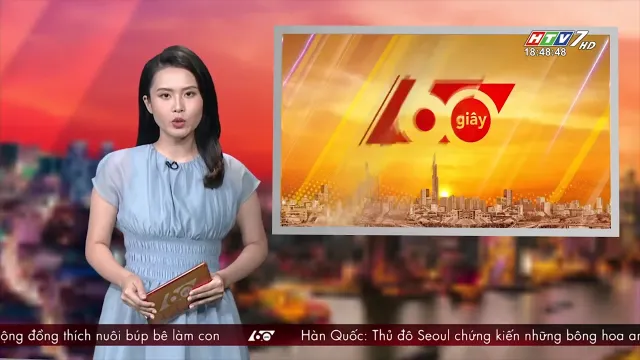 HTV7 HD
18:48:48
60
giây
ộng đồng thích nuôi búp bê làm con 60 Hàn Quốc: Thủ đô Seoul chứng kiến những bông hoa a